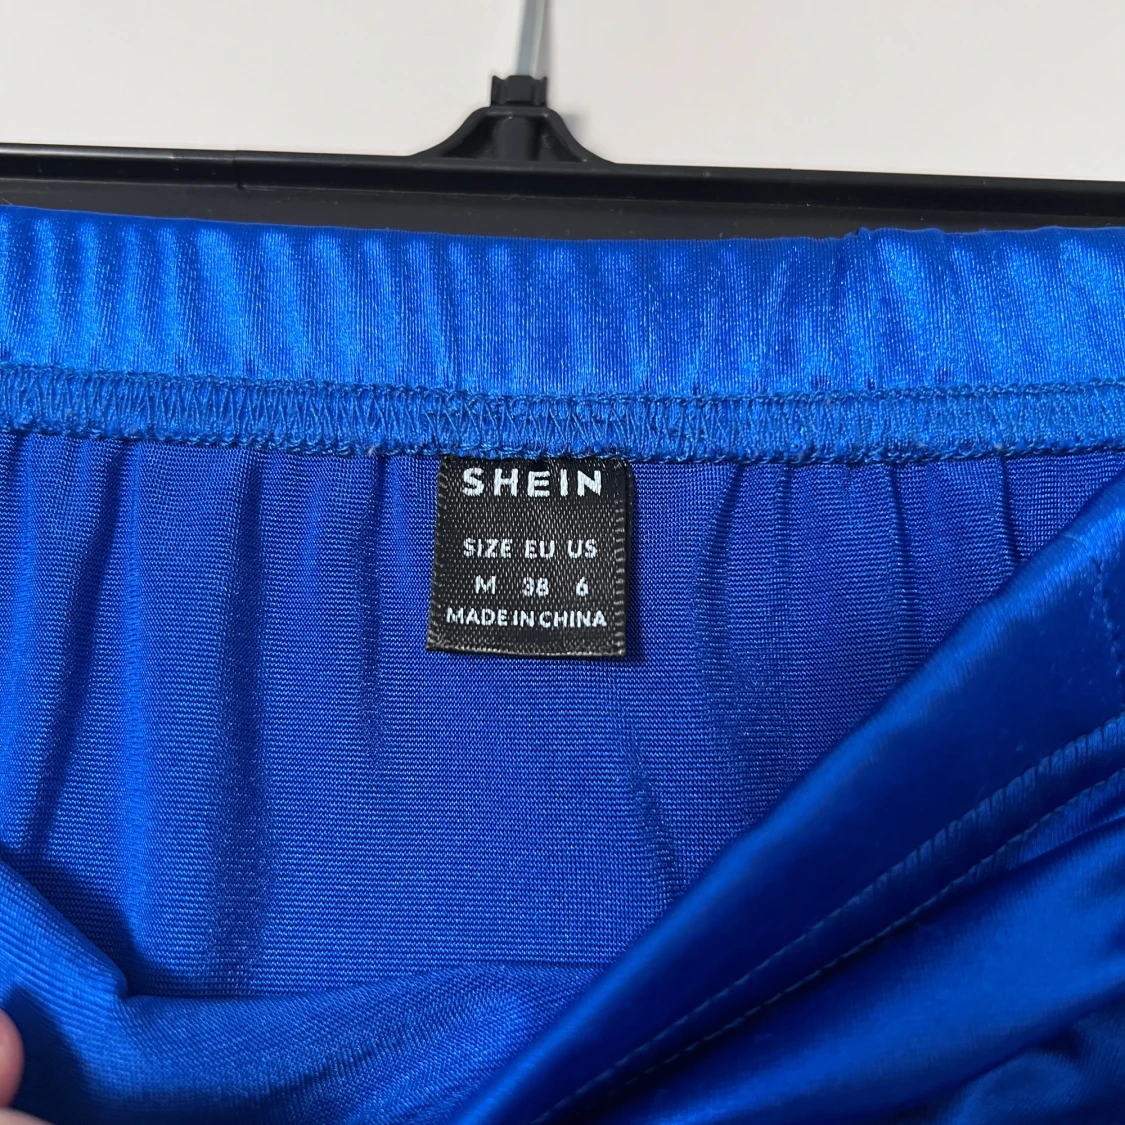 SHEIN
SIZE EU US
M 38 6
MADE IN CHINA